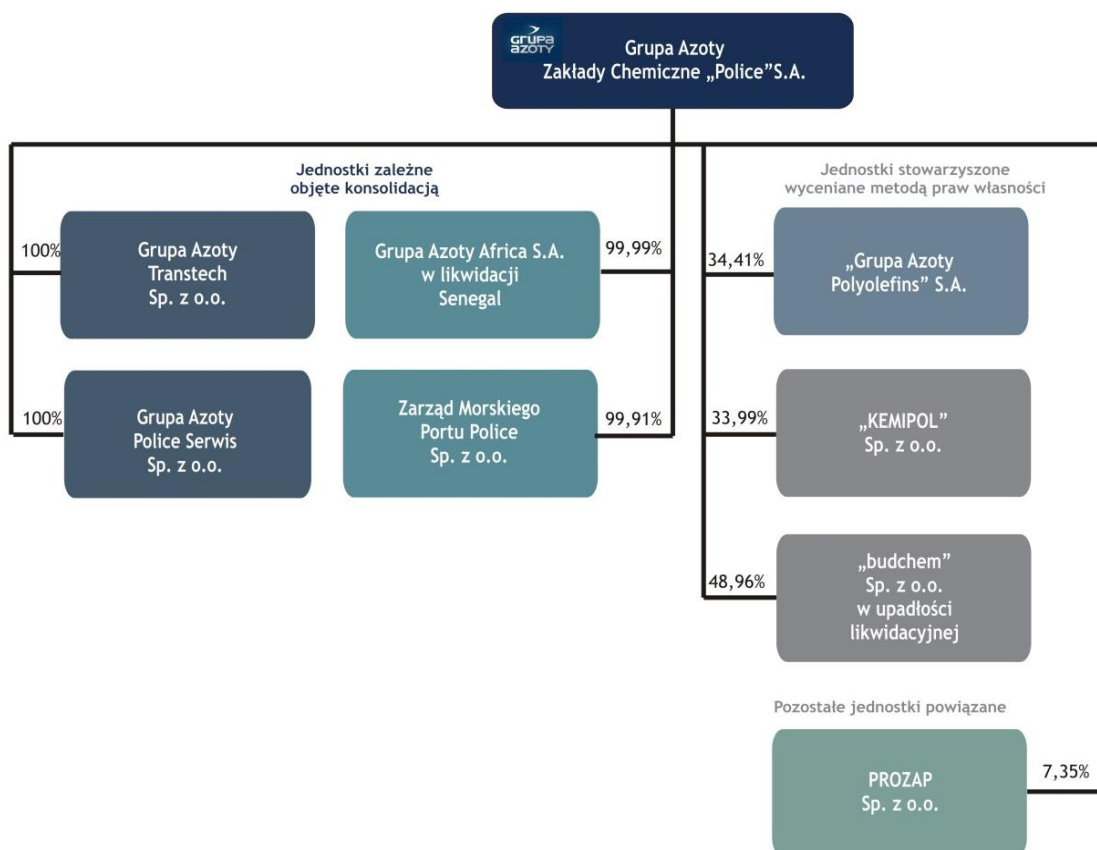 GRUPA
AZOTY
Grupa Azoty
Zakłady Chemiczne „Police”S.A.
Jednostki zależne
objęte konsolidacją
Jednostki stowarzyszone
wyceniane metodą praw własności
100%
Grupa Azoty
Transtech
Sp. z o.o.
Grupa Azoty Africa S.A.
w likwidacji
Senegal
99,99%
34,41%
„Grupa Azoty
Polyolefins” S.A.
100%
Grupa Azoty
Police Serwis
Sp. z o.o.
Zarząd Morskiego
Portu Police
Sp. z o.o.
99,91%
33,99%
„KEMIPOL”
Sp. z o.o.
48,96%
„budchem”
Sp. z o.o.
w upadłości
likwidacyjnej
Pozostałe jednostki powiązane
PROZAP
Sp. z o.o.
7,35%